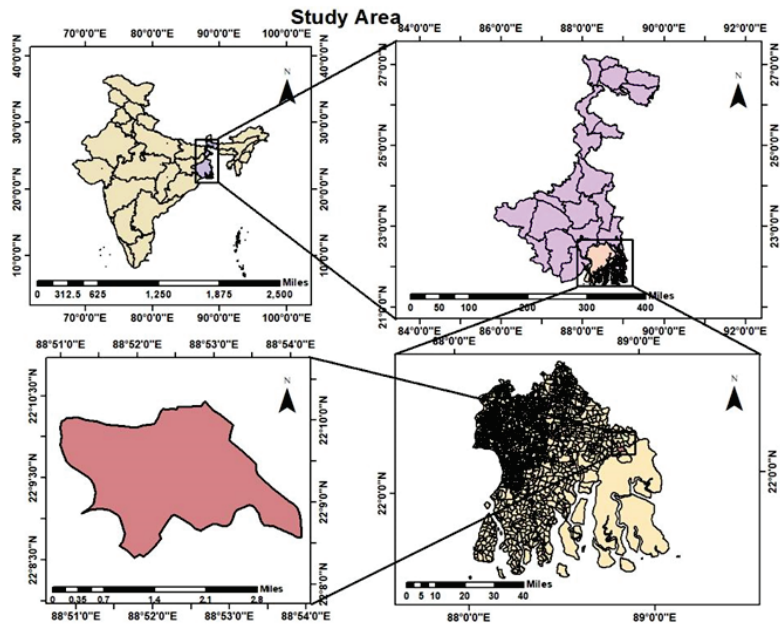 Study Area
70°0'0"E 80°0'0"E 90°0'0"E 100°0'0"E
40°0'0"N
30°0'0"N
20°0'0"N
10°0'0"N
N
40°0'0"N
30°0'0"N
20°0'0"N
10°0'0"N
Miles
0 312.5 625 1,250 1,875 2,500
70°0'0"E 80°0'0"E 90°0'0"E 100°0'0"E
84°0'0"E 86°0'0"E 88°0'0"E 90°0'0"E 92°0'0"E
27°0'0"N
25°0'0"N
23°0'0"N
21°0'0"N
N
27°0'0"N
25°0'0"N
23°0'0"N
21°0'0"N
Miles
0 50 100 200 300 400
84°0'0"E 86°0'0"E 88°0'0"E 90°0'0"E 92°0'0"E
88°51'0"E 88°52'0"E 88°53'0"E 88°54'0"E
22°10'30"N
22°9'30"N
22°8'30"N
N
22°10'0"N
22°9'0"N
22°8'0"N
Miles
0 0.35 0.7 1.4 2.1 2.8
88°51'0"E 88°52'0"E 88°53'0"E 88°54'0"E
88°0'0"E 89°0'0"E
22°0'0"N
N
22°0'0"N
Miles
0 5 10 20 30 40
88°0'0"E 89°0'0"E